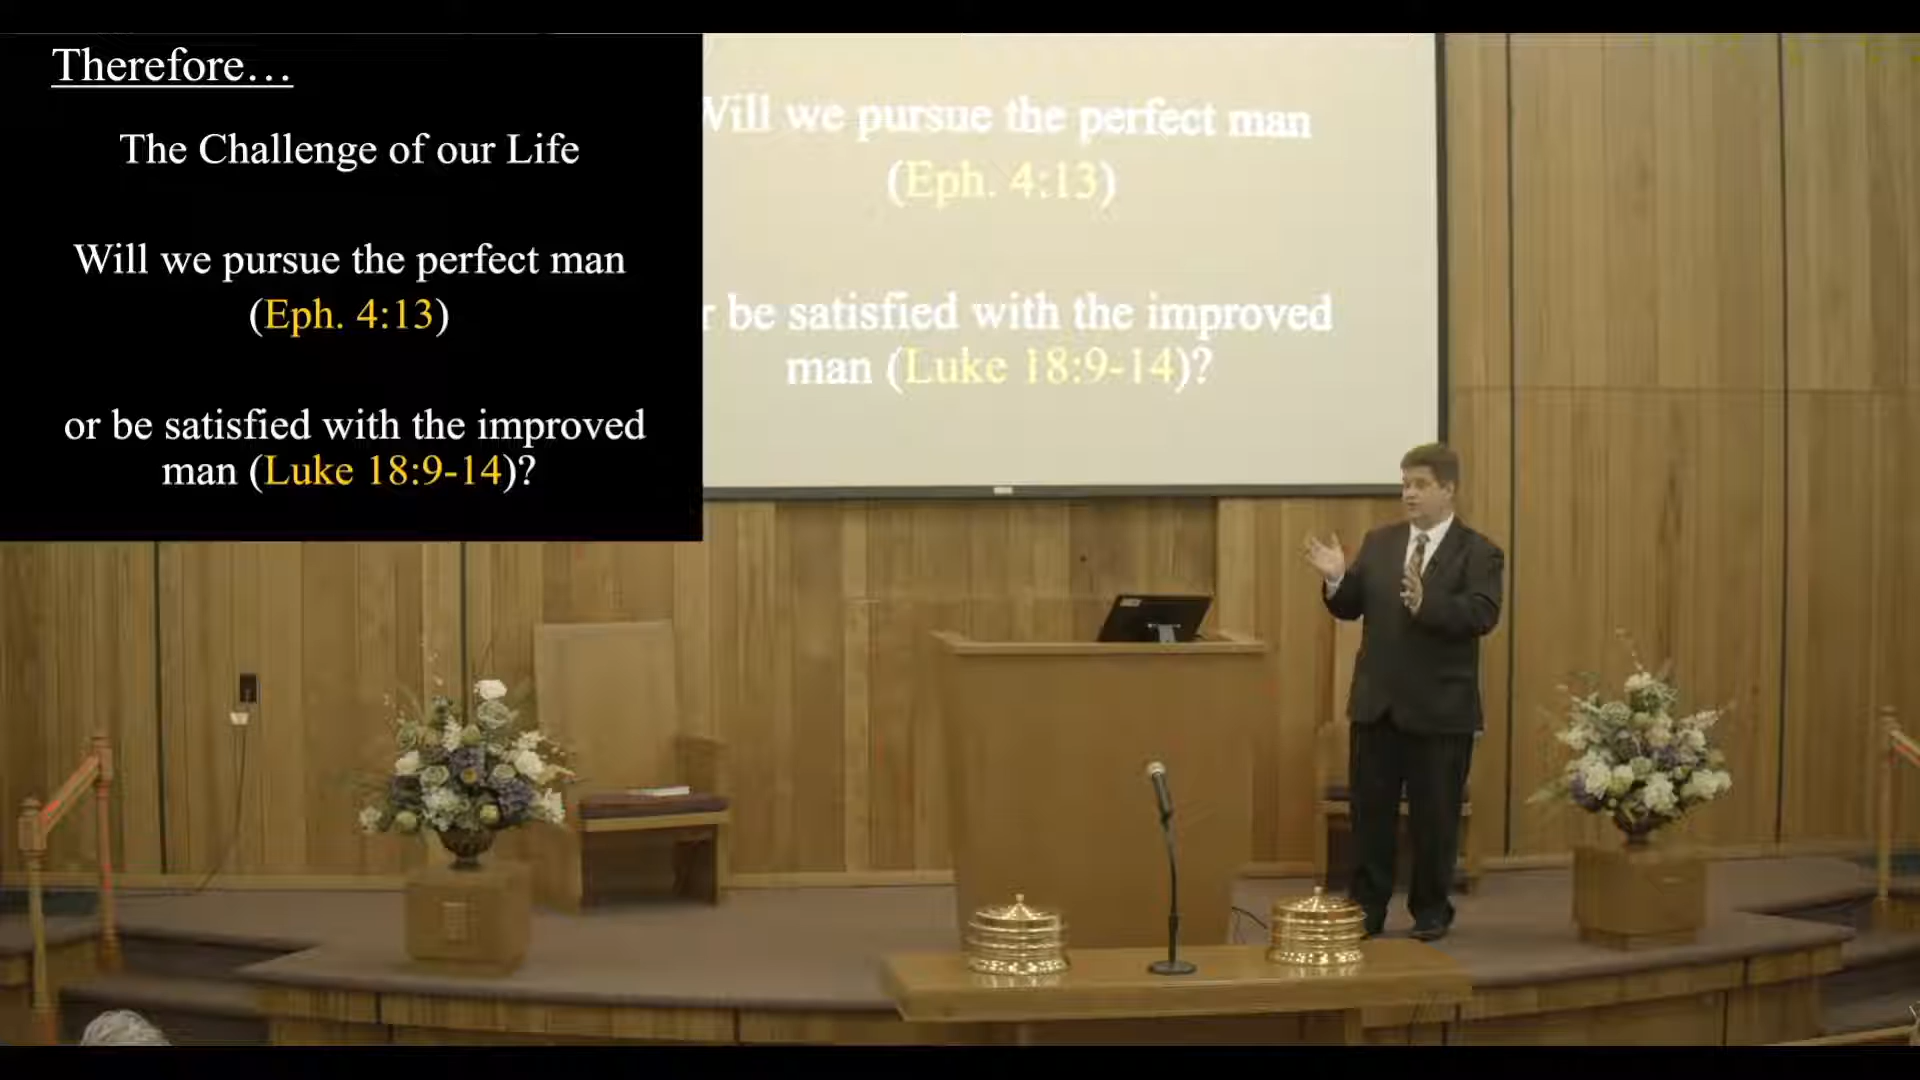 Therefore…
The Challenge of our Life
Will we pursue the perfect man
(Eph. 4:13)
or be satisfied with the improved
man (Luke 18:9-14)?
Will we pursue the perfect man
(Eph. 4:13)
r be satisfied with the improved
man (Luke 18:9-14)?